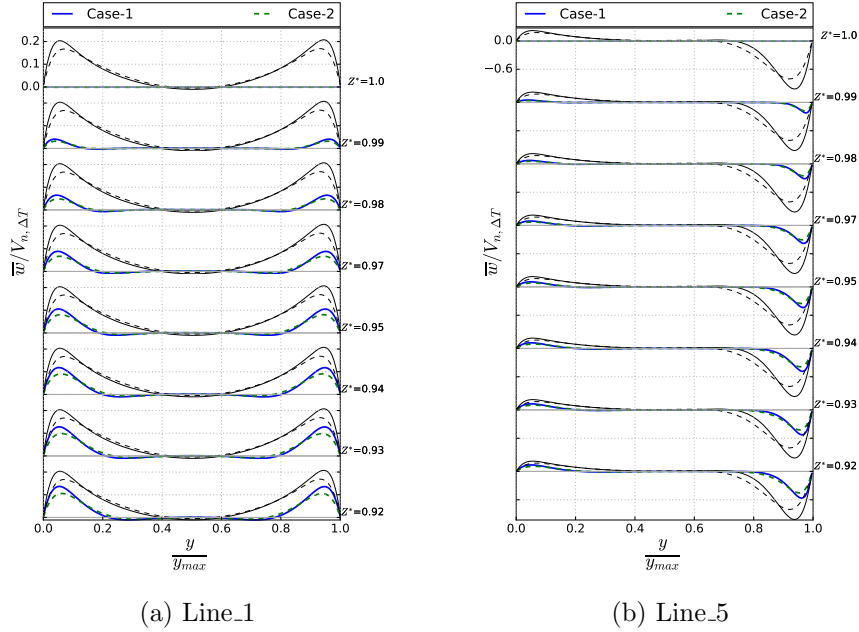 Case-1 Case-2
0.2
0.0
Z*=1.0
Z*=0.99
Z*=0.98
Z*=0.97
Z*=0.95
Z*=0.94
Z*=0.93
Z*=0.92
w̅/V_{n, ΔT}
0.0 0.2 0.4 0.6 0.8 1.0
y
y_{max}
(a) Line_1
Case-1 Case-2
0.0
−0.6
Z*=1.0
Z*=0.99
Z*=0.98
Z*=0.97
Z*=0.95
Z*=0.94
Z*=0.93
Z*=0.92
w̅/V_{n, ΔT}
0.0 0.2 0.4 0.6 0.8 1.0
y
y_{max}
(b) Line_5